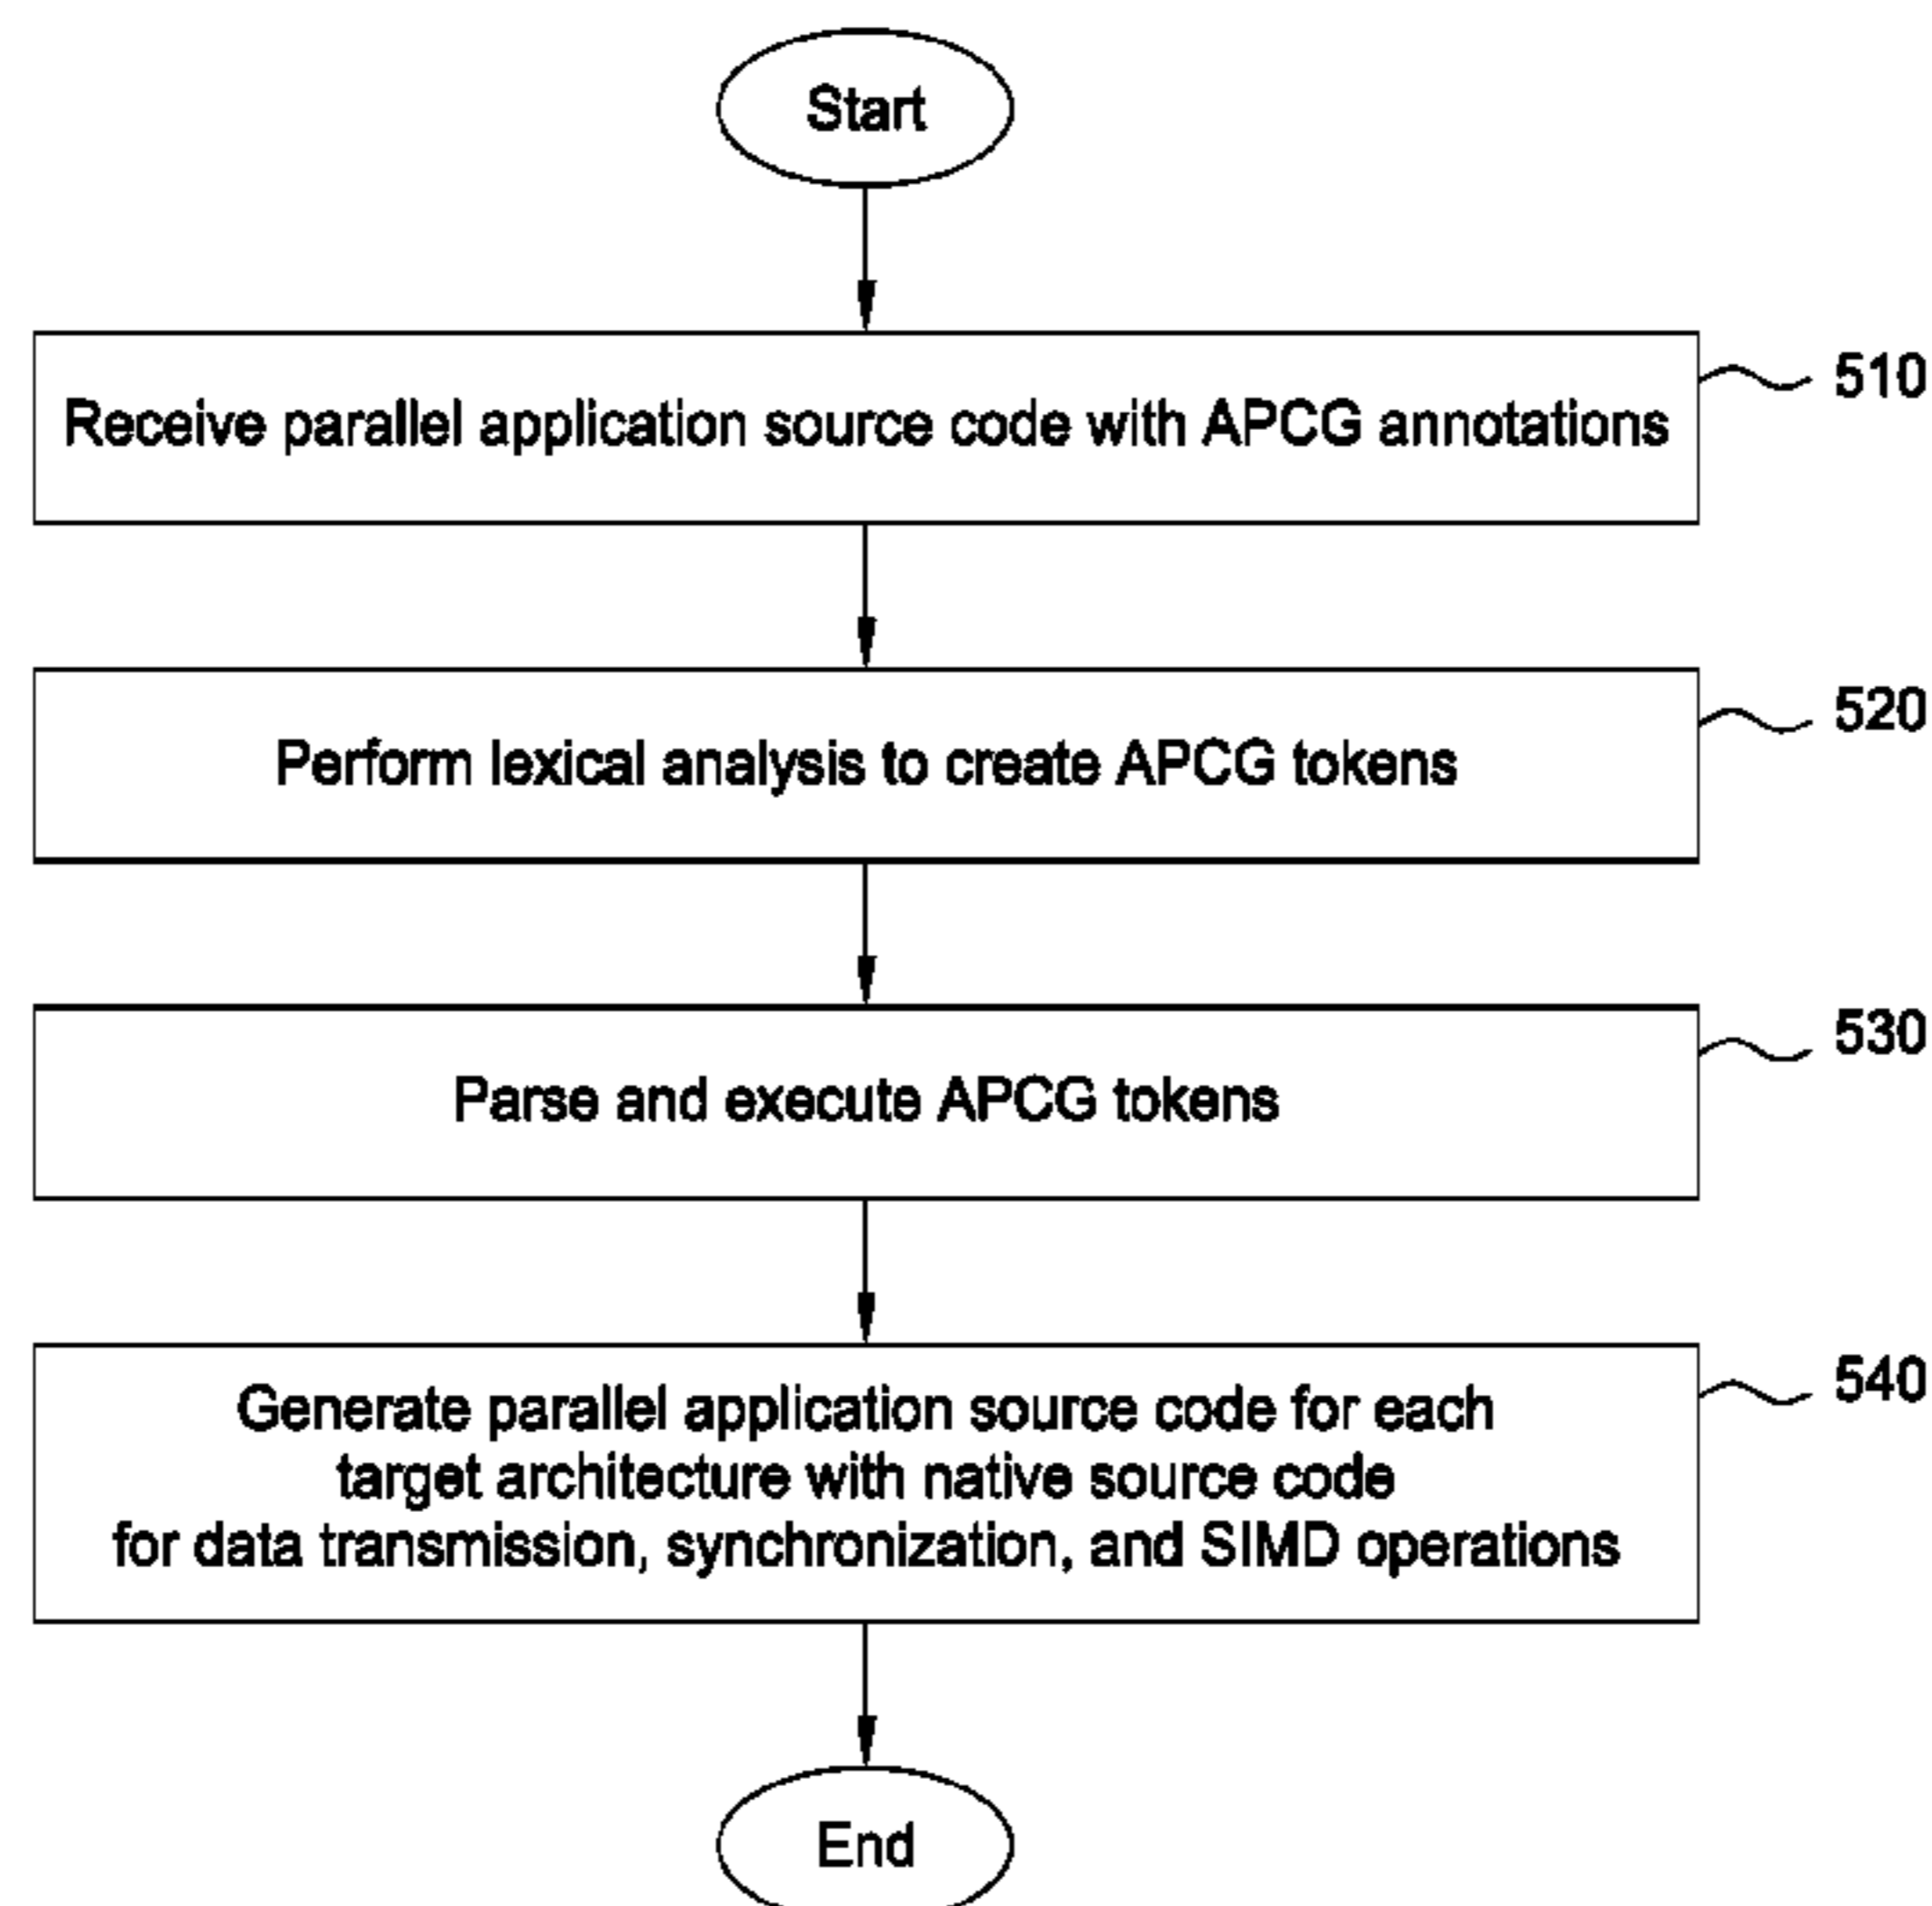 Start
Receive parallel application source code with APCG annotations
510
Perform lexical analysis to create APCG tokens
520
Parse and execute APCG tokens
530
Generate parallel application source code for each
target architecture with native source code
for data transmission, synchronization, and SIMD operations
540
End